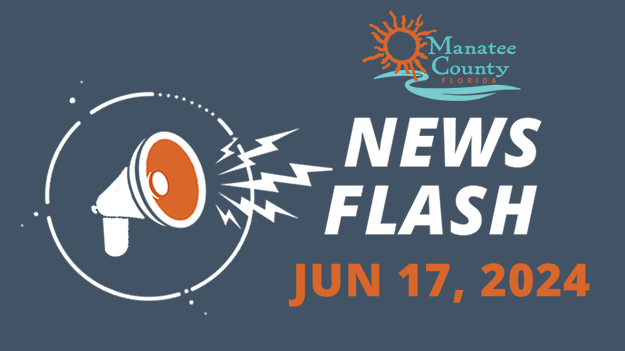 Manatee
County
FLORIDA
NEWS
FLASH
JUN 17, 2024